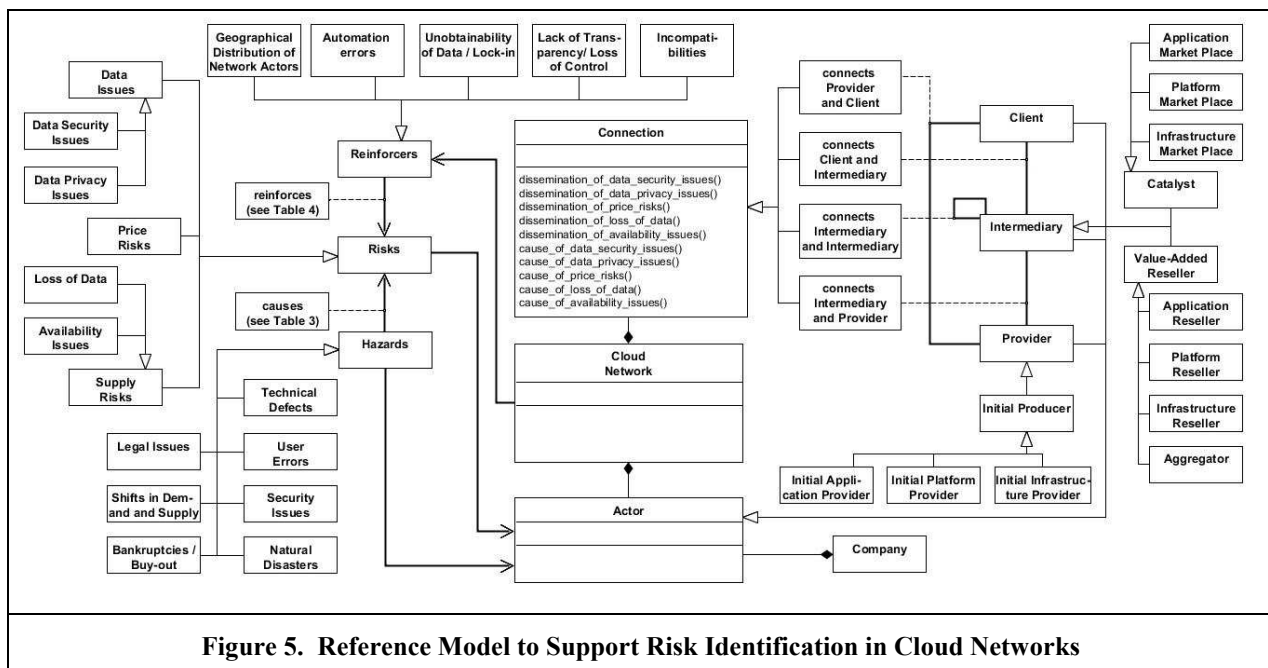 Geographical
Distribution of
Network Actors
Automation
errors
Unobtainability
of Data / Lock-in
Lack of Trans-
parency/ Loss
of Control
Incompati-
bilities
Data
Issues
Data Security
Issues
Data Privacy
Issues
Price
Risks
Loss of Data
Availability
Issues
Supply
Risks
Reinforcers
reinforces
(see Table 4)
Risks
causes
(see Table 3)
Hazards
Technical
Defects
Legal Issues
User
Errors
Shifts in Dem-
and and Supply
Security
Issues
Bankruptcies /
Buy-out
Natural
Disasters
Connection
dissemination_of_data_security_issues()
dissemination_of_data_privacy_issues()
dissemination_of_price_risks()
dissemination_of_loss_of_data()
dissemination_of_availability_issues()
cause_of_data_security_issues()
cause_of_data_privacy_issues()
cause_of_price_risks()
cause_of_loss_of_data()
cause_of_availability_issues()
Cloud
Network
Actor
Company
connects
Provider
and Client
connects
Client and
Intermediary
connects
Intermediary
and Intermediary
connects
Intermediary
and Provider
Client
Intermediary
Provider
Initial Producer
Initial Appli-
cation Provider
Initial Platform
Provider
Initial Infrastruc-
ture Provider
Application
Market Place
Platform
Market Place
Infrastructure
Market Place
Catalyst
Value-Added
Reseller
Application
Reseller
Platform
Reseller
Infrastructure
Reseller
Aggregator
Figure 5. Reference Model to Support Risk Identification in Cloud Networks